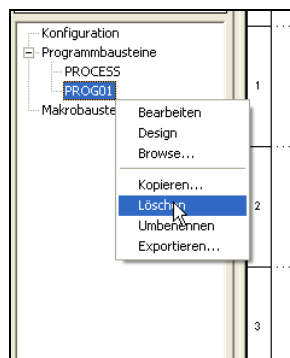 Konfiguration
Programmbausteine
PROCESS
PROG01
Makrobauste
Bearbeiten
Design
Browse...
Kopieren...
Löschen
Umbenennen
Exportieren...
1
2
3